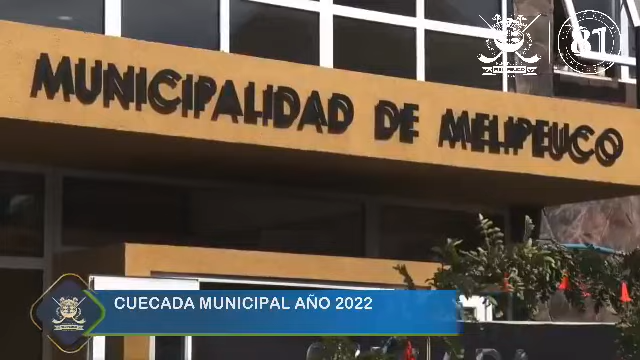 81
MUNICIPALIDAD DE MELIPEUCO
CUECADA MUNICIPAL AÑO 2022